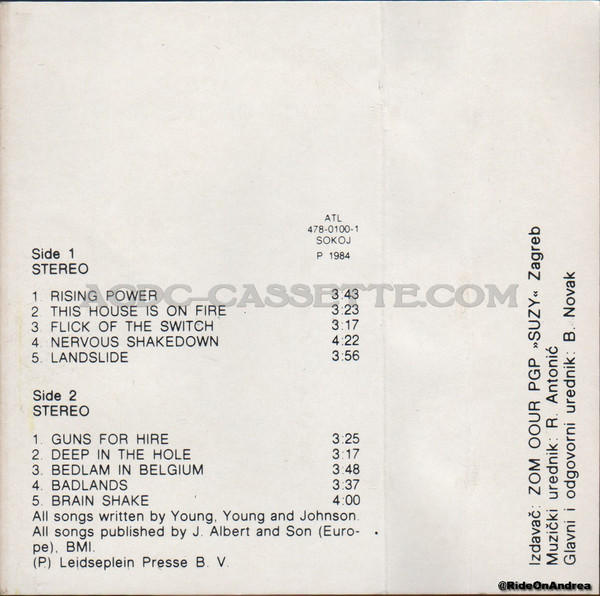 ATL
478-0100-1
SOKOJ
P 1984
Side 1
STEREO
1. RISING POWER 3.43
2. THIS HOUSE IS ON FIRE 3:23
3. FLICK OF THE SWITCH 3:17
4. NERVOUS SHAKEDOWN 4:22
5. LANDSLIDE 3:56
ACDC-CASSETTE.COM
Side 2
STEREO
1. GUNS FOR HIRE 3:25
2. DEEP IN THE HOLE 3:17
3. BEDLAM IN BELGIUM 3.48
4. BADLANDS 3:37
5. BRAIN SHAKE 4:00
All songs written by Young, Young and Johnson.
All songs published by J. Albert and Son (Euro-
pe), BMI.
(P) Leidseplein Presse B. V.
Izdavač: ZOM OOUR PGP »SUZY« Zagreb
Muzički urednik: R. Antonić
Glavni i odgovorni urednik: B. Novak
@RideOnAndrea